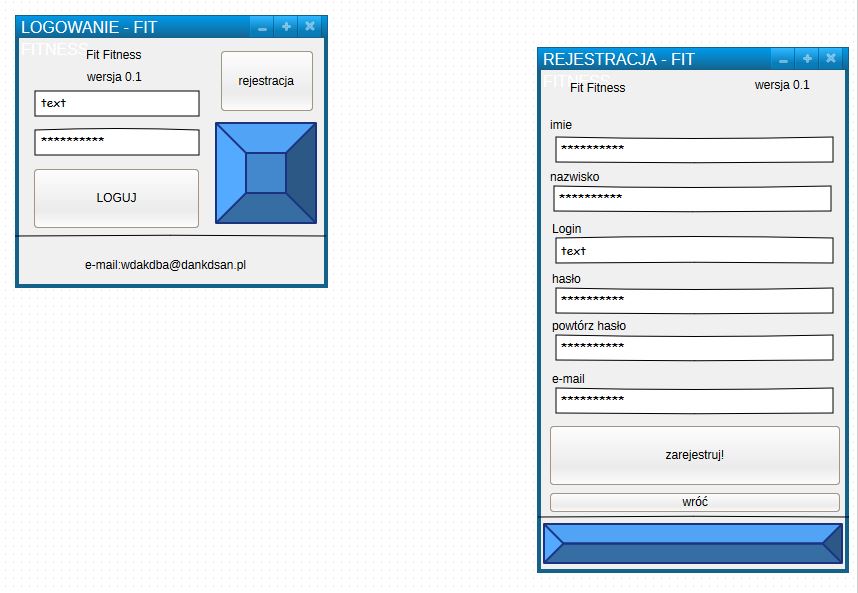 LOGOWANIE - FIT
FITNESS
Fit Fitness
wersja 0.1
rejestracja
text
**********
LOGUJ
e-mail:wdakdba@dankdsan.pl
REJESTRACJA - FIT
FITNESS
Fit Fitness
wersja 0.1
imie
**********
nazwisko
**********
Login
text
hasło
**********
powtórz hasło
**********
e-mail
**********
zarejestruj!
wróć